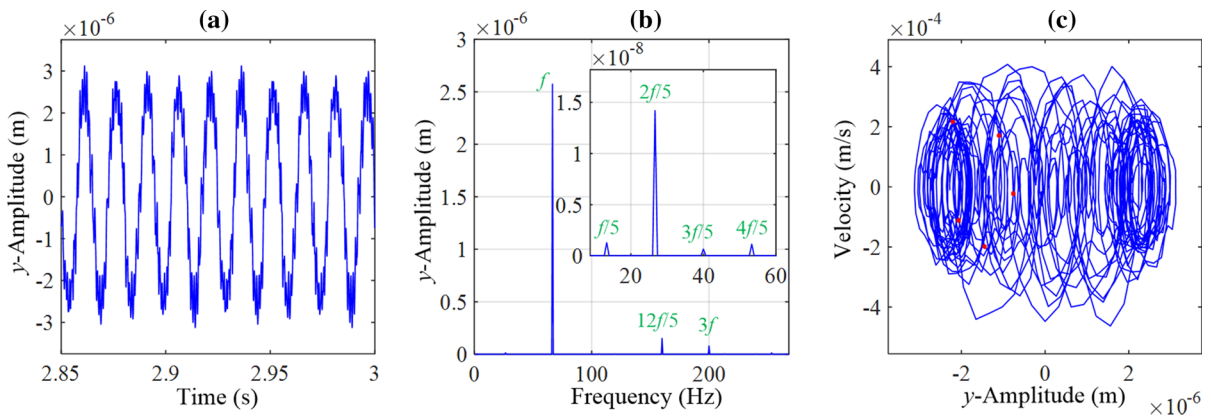 (a)
×10⁻⁶
3
2
1
0
-1
-2
-3
y-Amplitude (m)
2.85
2.9
2.95
3
Time (s)
(b)
×10⁻⁶
3
2.5
2
1.5
1
0.5
0
y-Amplitude (m)
0
100
200
Frequency (Hz)
f
12f/5
3f
×10⁻⁸
1.5
1
0.5
0
20
40
60
f/5
2f/5
3f/5
4f/5
(c)
×10⁻⁴
4
2
0
-2
-4
Velocity (m/s)
-2
0
2
y-Amplitude (m)
×10⁻⁶